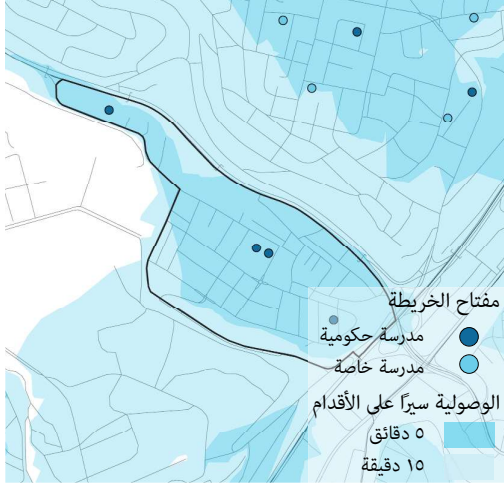 مفتاح الخريطة
مدرسة حكومية
مدرسة خاصة
الوصولية سيرًا على الأقدام
٥ دقائق
١٥ دقيقة